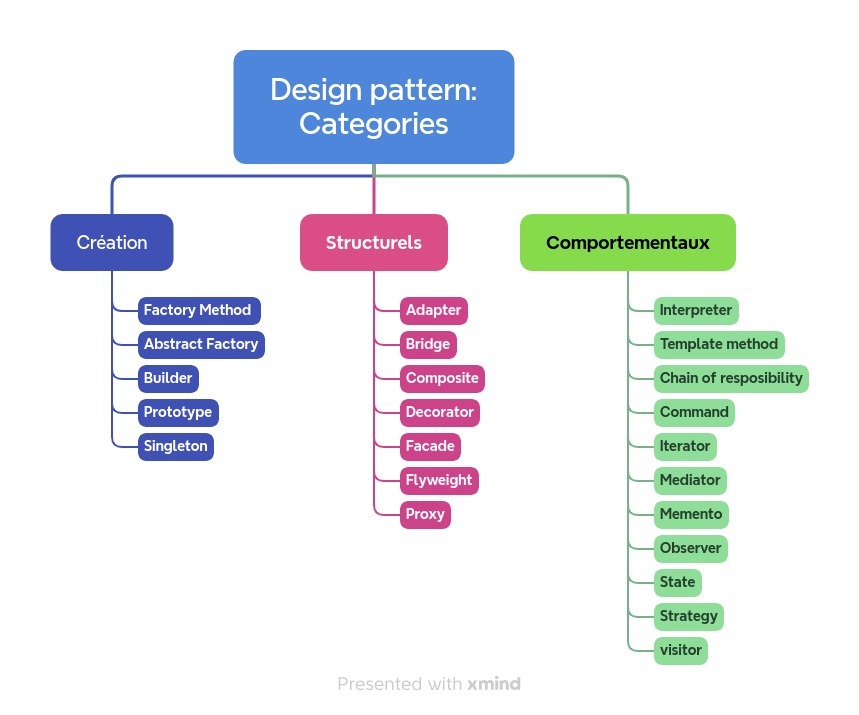 Design pattern:
Categories
Création
Structurels
Comportementaux
Factory Method
Abstract Factory
Builder
Prototype
Singleton
Adapter
Bridge
Composite
Decorator
Facade
Flyweight
Proxy
Interpreter
Template method
Chain of resposibility
Command
Iterator
Mediator
Memento
Observer
State
Strategy
visitor
Presented with xmind